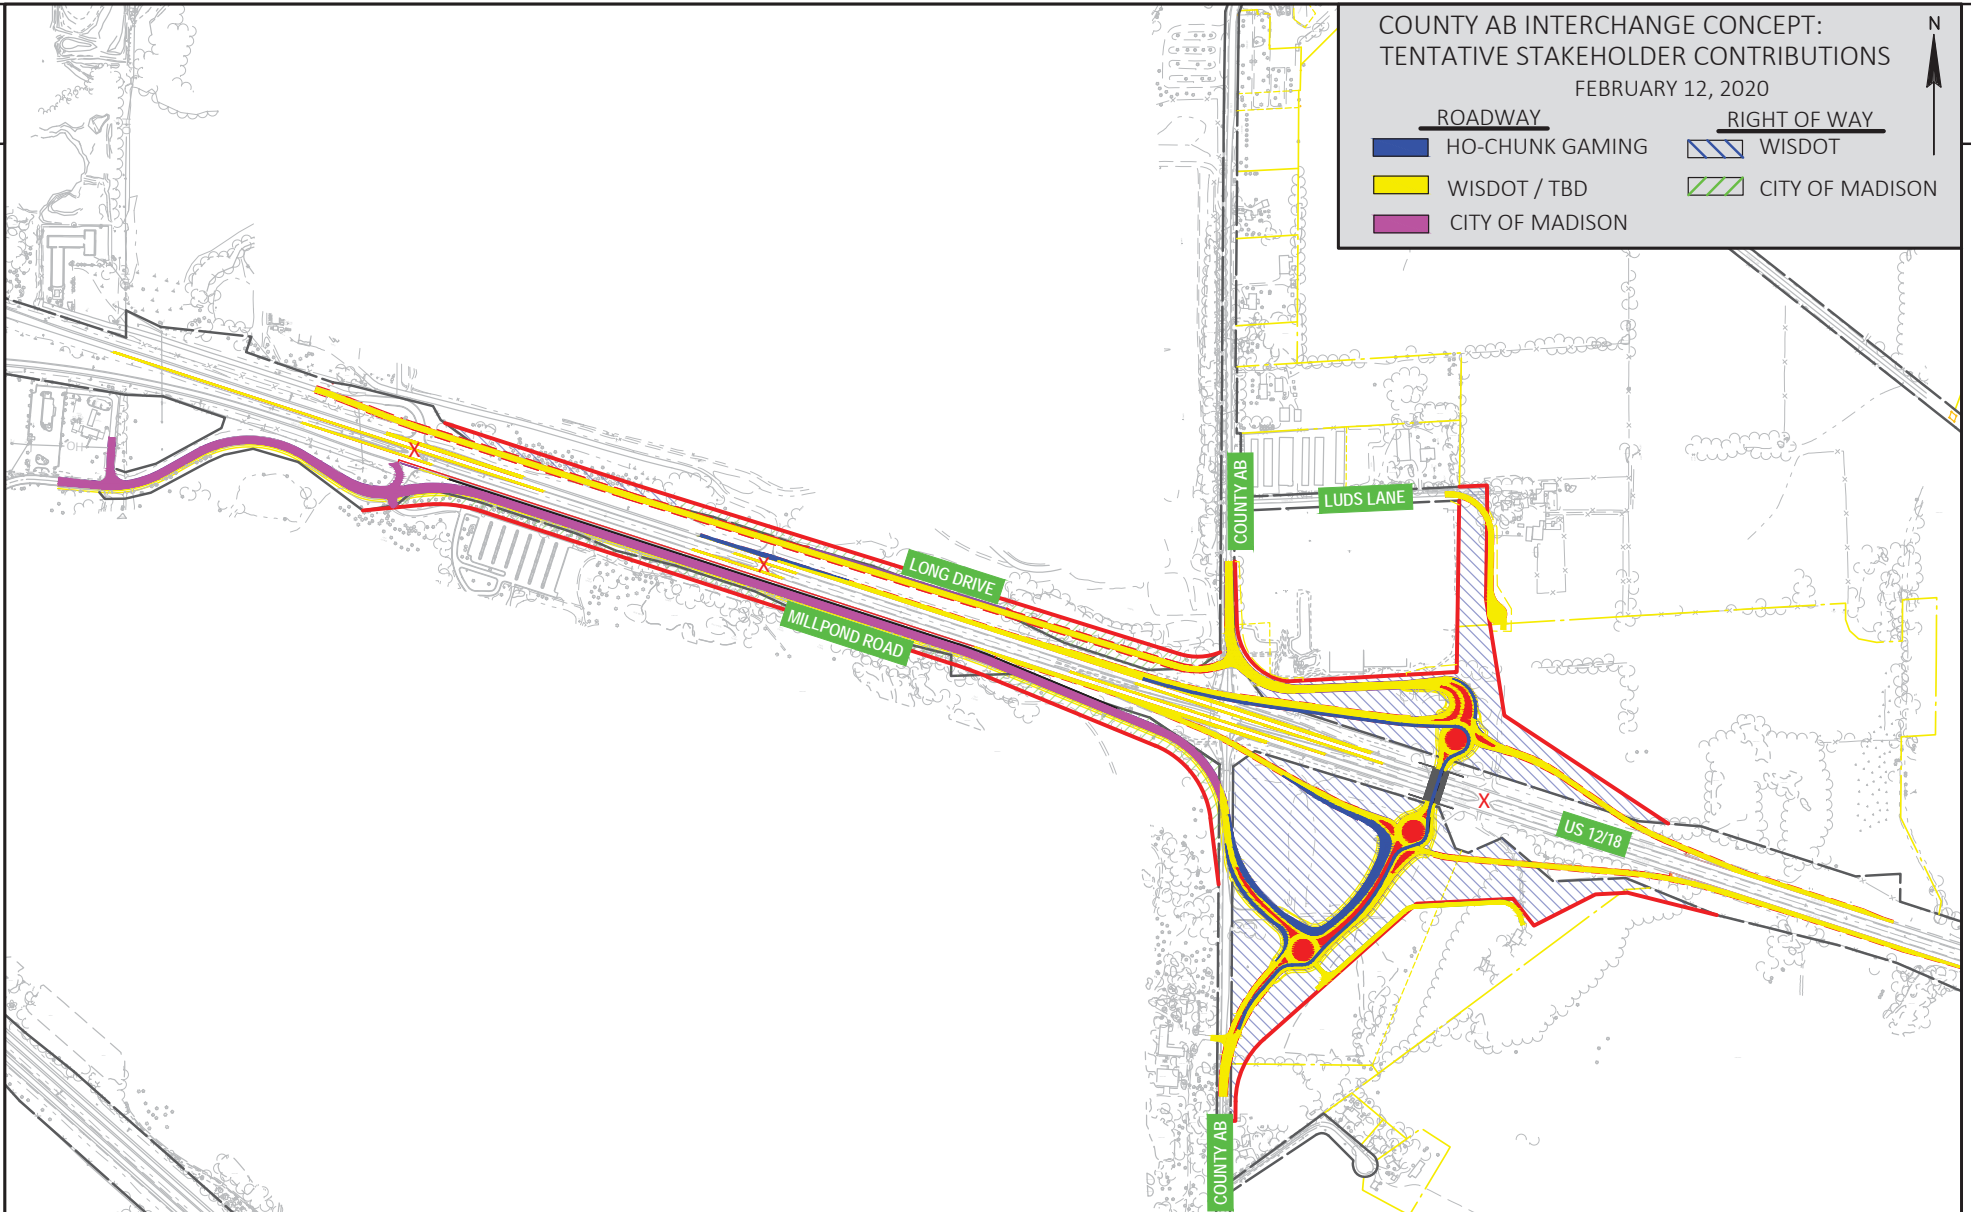 COUNTY AB INTERCHANGE CONCEPT:
TENTATIVE STAKEHOLDER CONTRIBUTIONS
FEBRUARY 12, 2020
N
ROADWAY
RIGHT OF WAY
HO-CHUNK GAMING
WISDOT
WISDOT / TBD
CITY OF MADISON
CITY OF MADISON
X
COUNTY AB
LUDS LANE
X
LONG DRIVE
MILLPOND ROAD
X
US 12/18
COUNTY AB